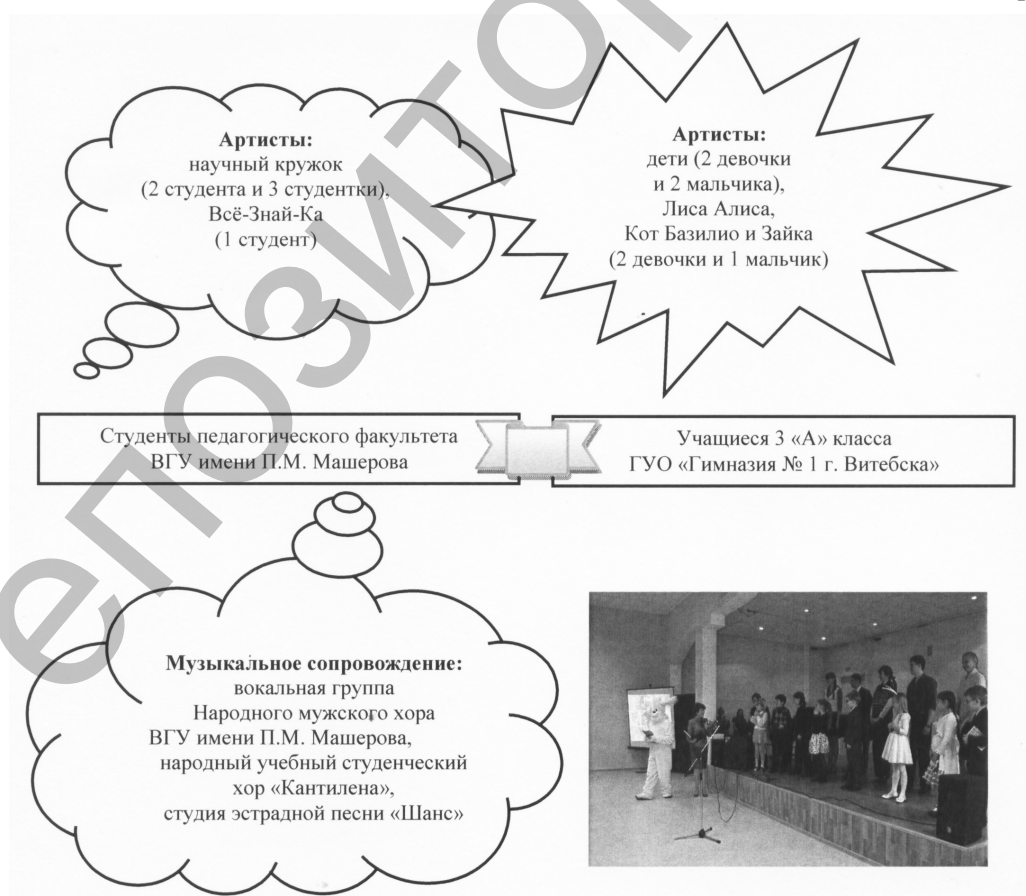 Артисты:
научный кружок
(2 студента и 3 студентки),
Всё-Знай-Ка
(1 студент)
Артисты:
дети (2 девочки
и 2 мальчика),
Лиса Алиса,
Кот Базилио и Зайка
(2 девочки и 1 мальчик)
Студенты педагогического факультета
ВГУ имени П.М. Машерова
Учащиеся 3 «А» класса
ГУО «Гимназия № 1 г. Витебска»
Музыкальное сопровождение:
вокальная группа
Народного мужского хора
ВГУ имени П.М. Машерова,
народный учебный студенческий
хор «Кантилена»,
студия эстрадной песни «Шанс»
епозито